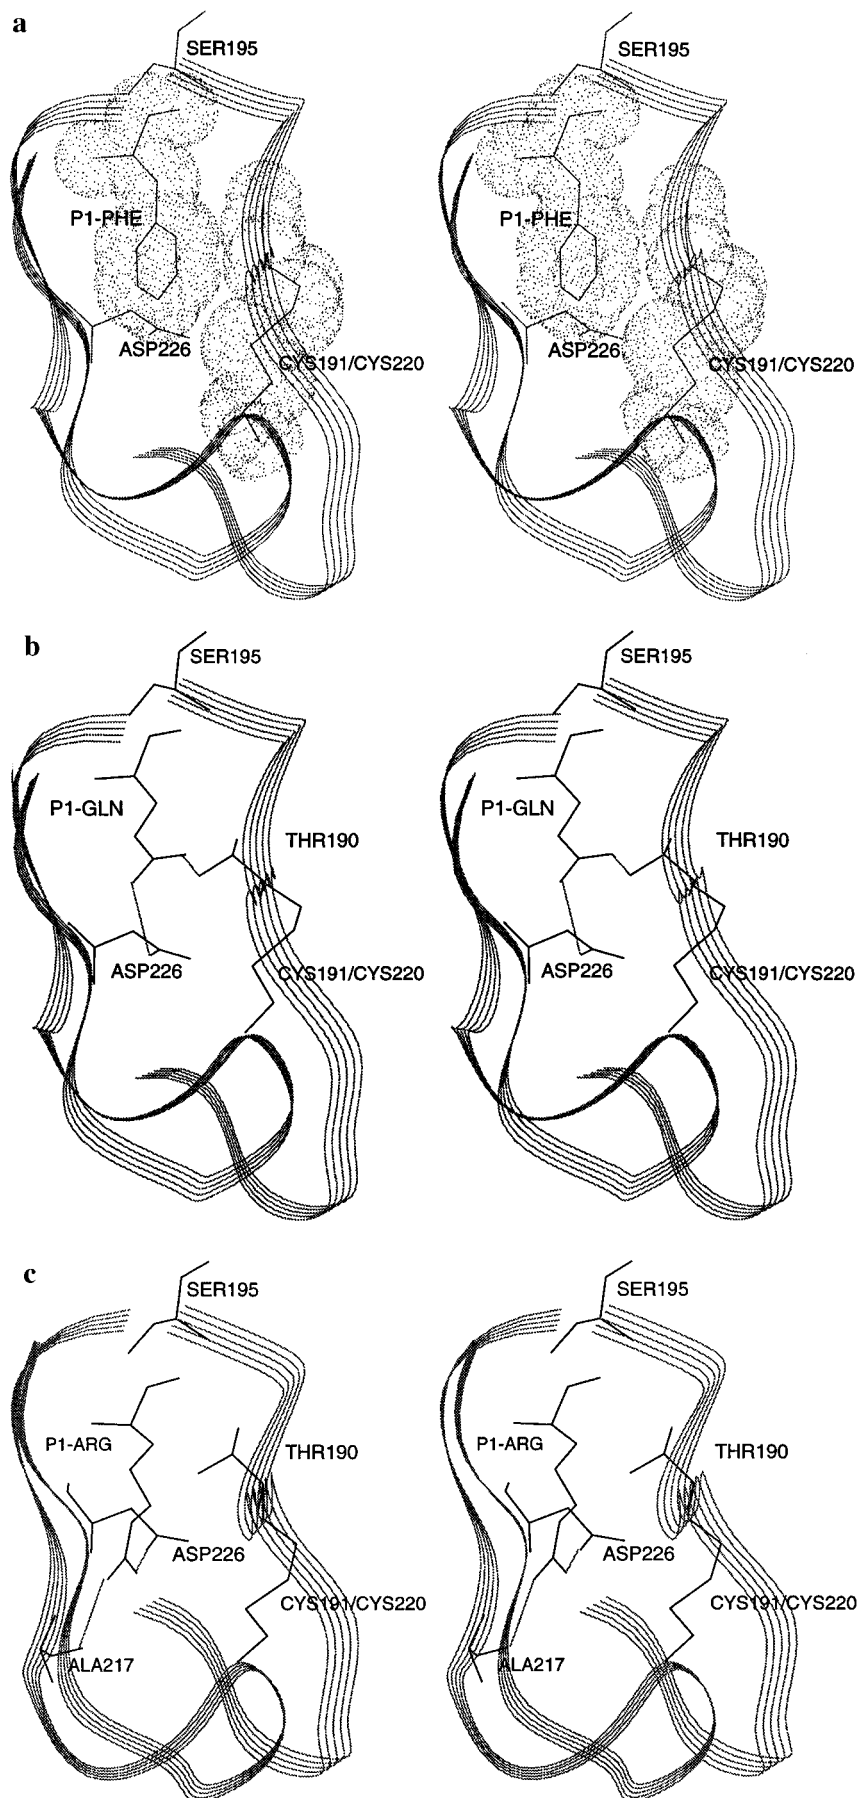 a
SER195 SER195
P1-PHE P1-PHE
ASP226 ASP226
CYS191/CYS220 CYS191/CYS220
b
SER195 SER195
P1-GLN P1-GLN
THR190 THR190
ASP226 ASP226
CYS191/CYS220 CYS191/CYS220
c
SER195 SER195
P1-ARG P1-ARG
THR190 THR190
ASP226 ASP226
CYS191/CYS220 CYS191/CYS220
ALA217 ALA217